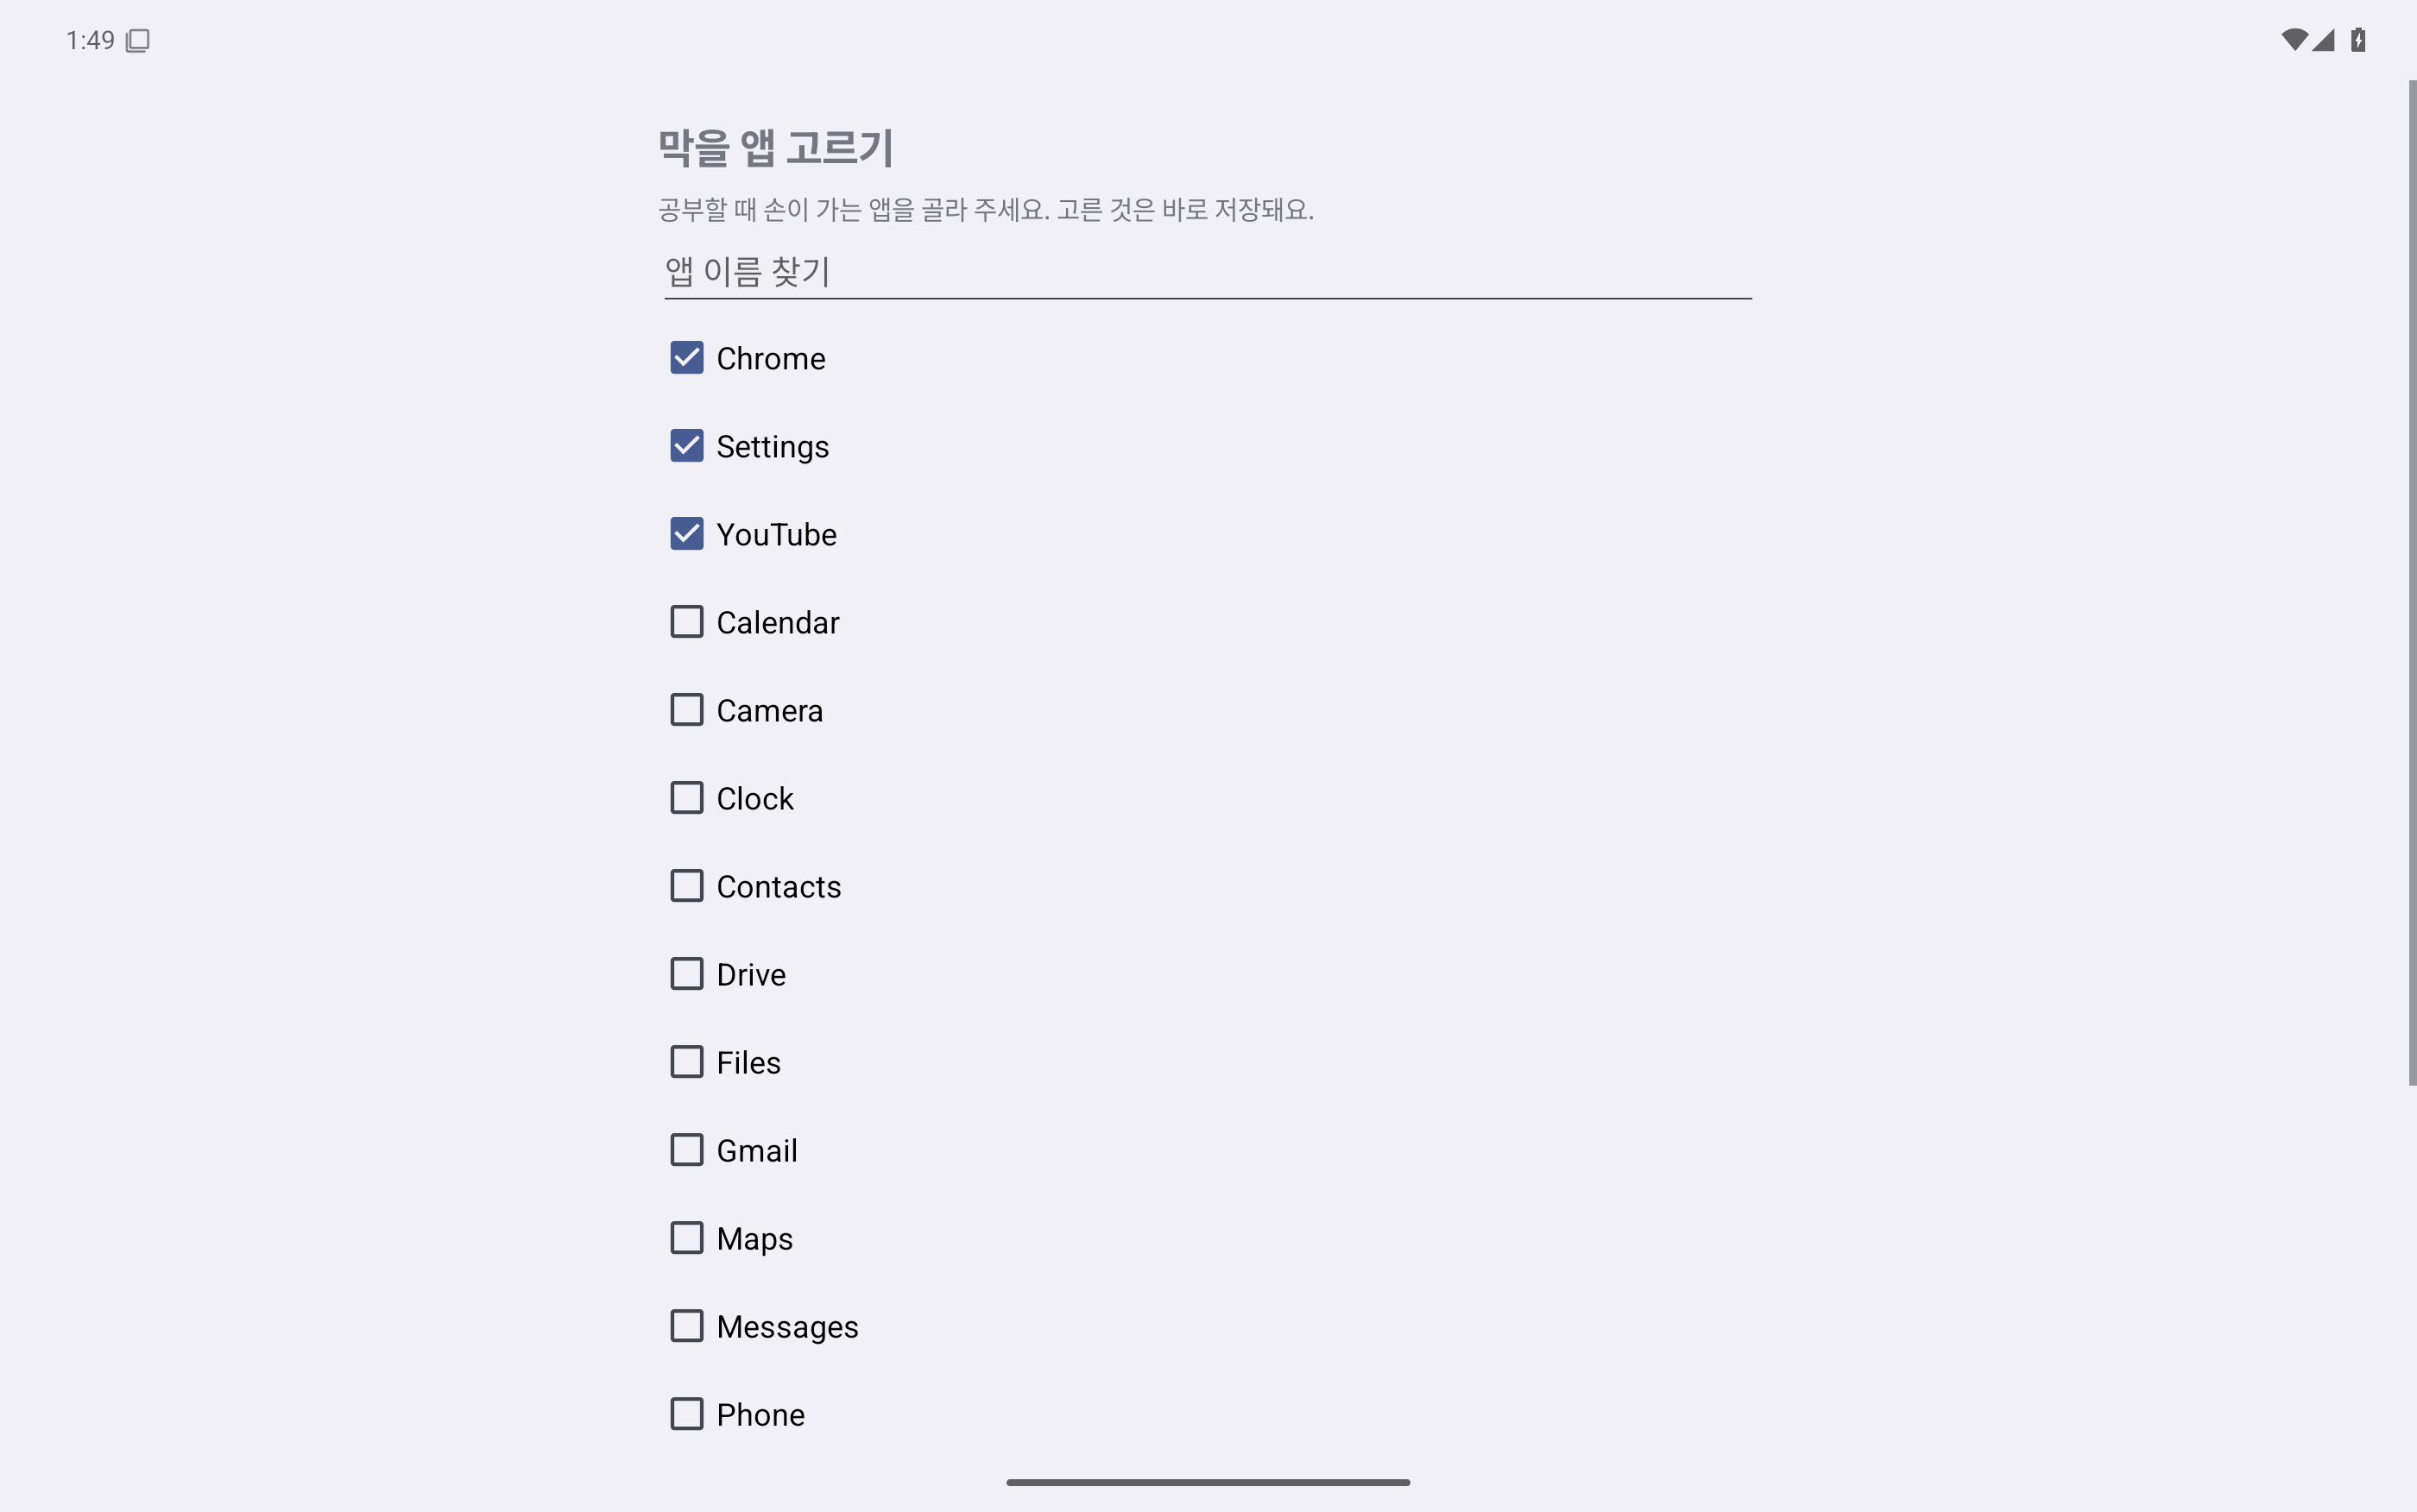 1:49
막을 앱 고르기
공부할 때 손이 가는 앱을 골라 주세요. 고른 것은 바로 저장돼요.
앱 이름 찾기
Chrome
Settings
YouTube
Calendar
Camera
Clock
Contacts
Drive
Files
Gmail
Maps
Messages
Phone